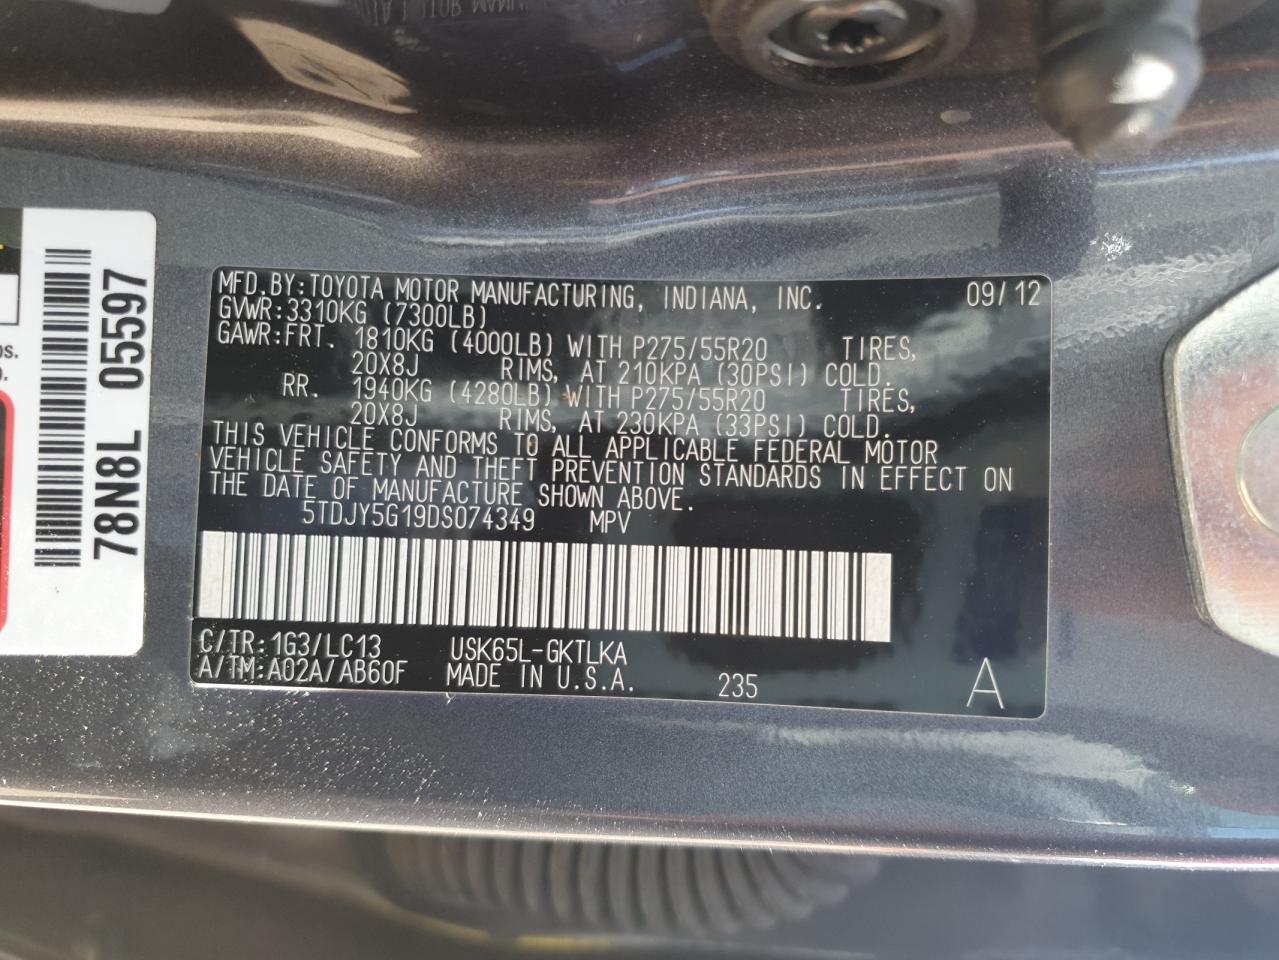 MFD.BY:TOYOTA MOTOR MANUFACTURING, INDIANA, INC. 09/12
GVWR:3310KG (7300LB)
GAWR:FRT. 1810KG (4000LB) WITH P275/55R20 TIRES,
20X8J RIMS, AT 210KPA (30PSI) COLD.
RR. 1940KG (4280LB) WITH P275/55R20 TIRES,
20X8J RIMS, AT 230KPA (33PSI) COLD.
THIS VEHICLE CONFORMS TO ALL APPLICABLE FEDERAL MOTOR
VEHICLE SAFETY AND THEFT PREVENTION STANDARDS IN EFFECT ON
THE DATE OF MANUFACTURE SHOWN ABOVE.
5TDJY5G19DS074349 MPV
C/TR:1G3/LC13 USK65L-GKTLKA
A/TM:A02A/AB60F MADE IN U.S.A. 235 A
78N8L 05597